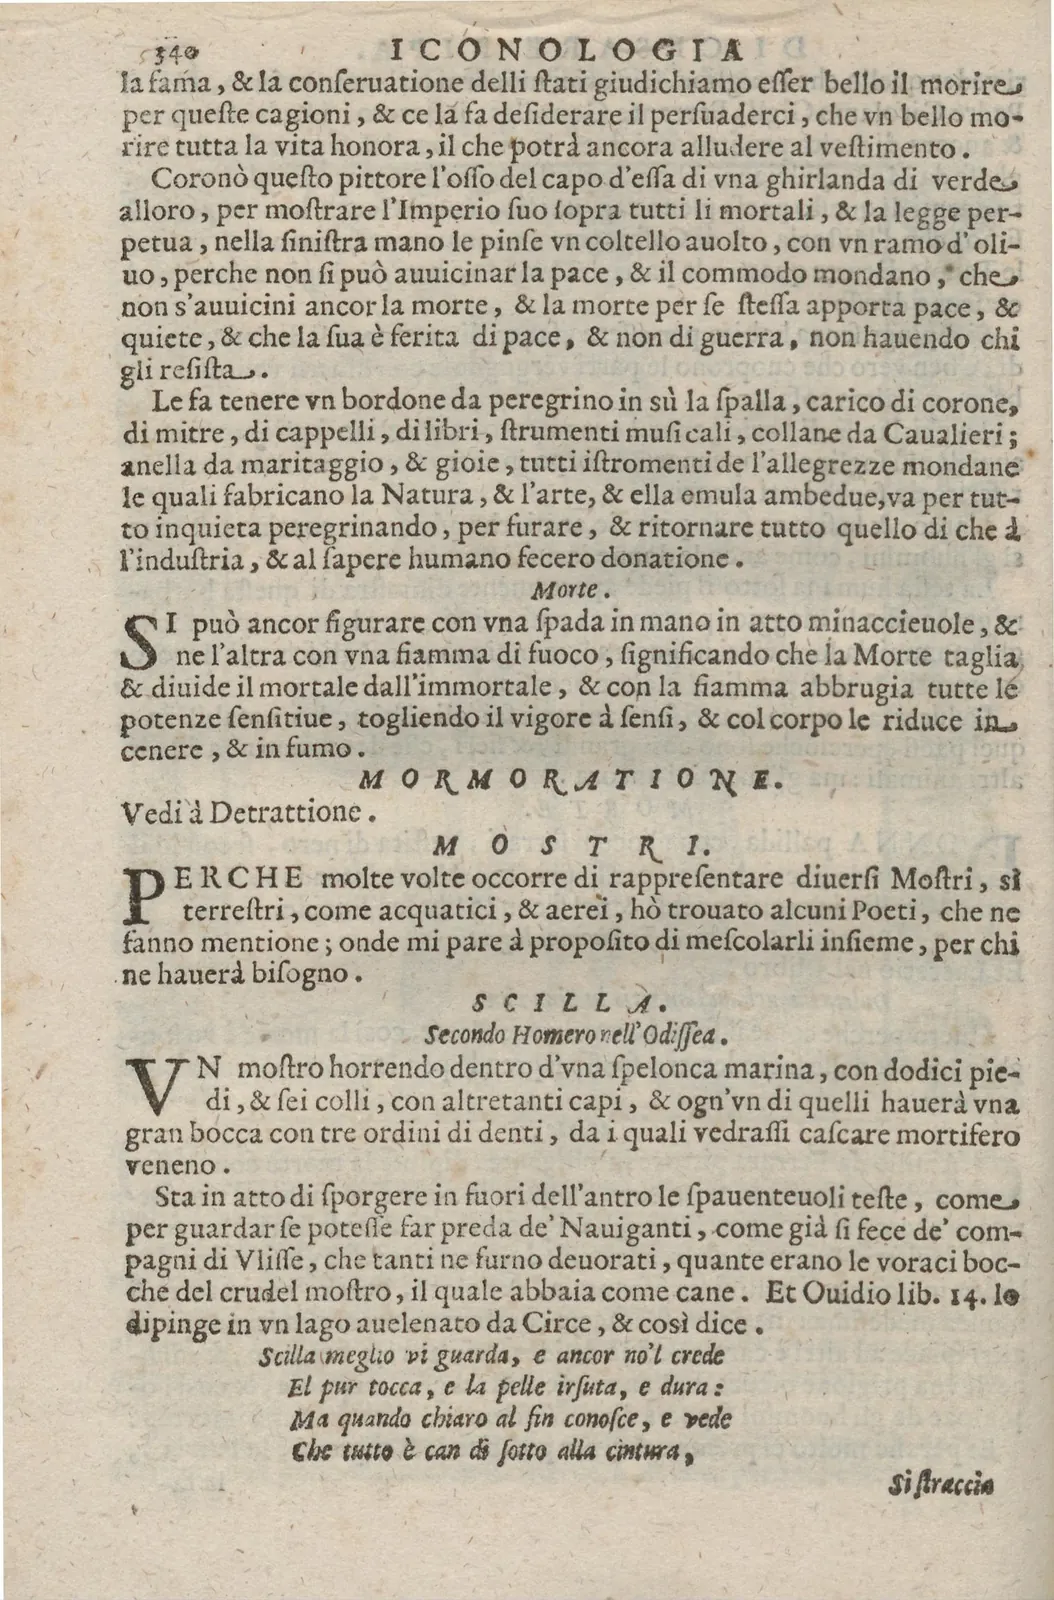 340 ICONOLOGIA
la fama, & la conſeruatione delli ſtati giudichiamo eſſer bello il morire
per queſte cagioni, & ce la fa deſiderare il perſuaderci, che vn bello mo-
rire tutta la vita honora, il che potrà ancora alludere al veſtimento.
Coronò queſto pittore l'oſſo del capo d'eſſa di vna ghirlanda di verde
alloro, per moſtrare l'Imperio ſuo ſopra tutti li mortali, & la legge per-
petua, nella ſiniſtra mano le pinſe vn coltello auolto, con vn ramo d'oli-
uo, perche non ſi può auuicinar la pace, & il commodo mondano, che
non s'auuicini ancor la morte, & la morte per ſe ſteſſa apporta pace, &
quiete, & che la ſua è ferita di pace, & non di guerra, non hauendo chi
gli reſiſta.
Le fa tenere vn bordone da peregrino in sù la ſpalla, carico di corone,
di mitre, di cappelli, di libri, ſtrumenti muſicali, collane da Caualieri;
anella da maritaggio, & gioie, tutti iſtromenti de l'allegrezze mondane
le quali fabricano la Natura, & l'arte, & ella emula ambedue, va per tut-
to inquieta peregrinando, per furare, & ritornare tutto quello di che à
l'induſtria, & al ſapere humano fecero donatione.
Morte.
SI può ancor figurare con vna ſpada in mano in atto minaccieuole, &
ne l'altra con vna fiamma di fuoco, ſignificando che la Morte taglia
& diuide il mortale dall'immortale, & con la fiamma abbrugia tutte le
potenze ſenſitiue, togliendo il vigore à ſenſi, & col corpo le riduce in
cenere, & in fumo.
MORMORATIONE.
Vedi à Detrattione.
MOSTRI.
PERCHE molte volte occorre di rappreſentare diuerſi Moſtri, sì
terreſtri, come acquatici, & aerei, hò trouato alcuni Poeti, che ne
fanno mentione; onde mi pare à propoſito di meſcolarli inſieme, per chi
ne hauerà biſogno.
SCILLA.
Secondo Homero nell'Odiſſea.
VN moſtro horrendo dentro d'vna ſpelonca marina, con dodici pie-
di, & ſei colli, con altretanti capi, & ogn'vn di quelli hauerà vna
gran bocca con tre ordini di denti, da i quali vedraſſi caſcare mortifero
veneno.
Sta in atto di ſporgere in fuori dell'antro le ſpauenteuoli teſte, come
per guardar ſe poteſſe far preda de' Nauiganti, come già ſi fece de' com-
pagni di Vliſſe, che tanti ne furno deuorati, quante erano le voraci boc-
che del crudel moſtro, il quale abbaia come cane. Et Ouidio lib. 14. lo
dipinge in vn lago auelenato da Circe, & così dice.
Scilla meglio vi guarda, e ancor no'l crede
El pur tocca, e la pelle irſuta, e dura:
Ma quando chiaro al fin conoſce, e vede
Che tutto è can di ſotto alla cintura,
Si ſtraccia